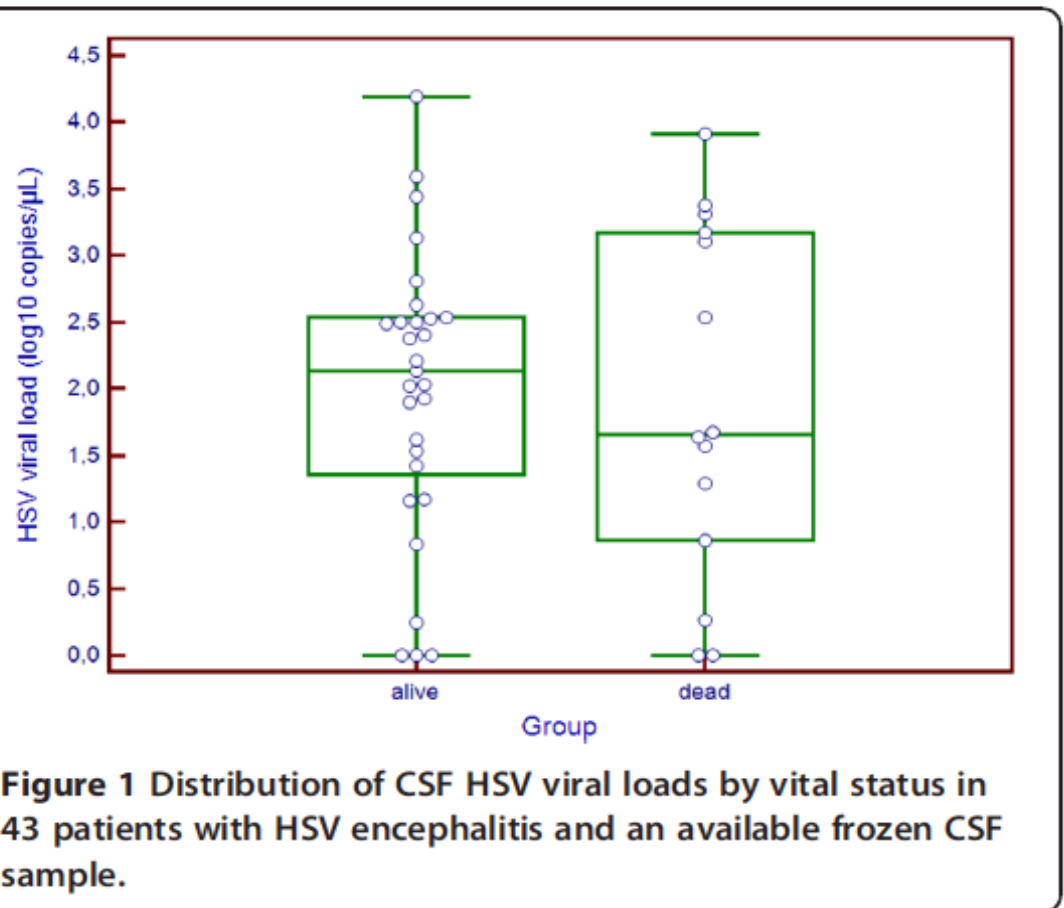 4,5
4,0
3,5
3,0
2,5
2,0
1,5
1,0
0,5
0,0
HSV viral load (log10 copies/µL)
alive dead
Group
Figure 1 Distribution of CSF HSV viral loads by vital status in
43 patients with HSV encephalitis and an available frozen CSF
sample.